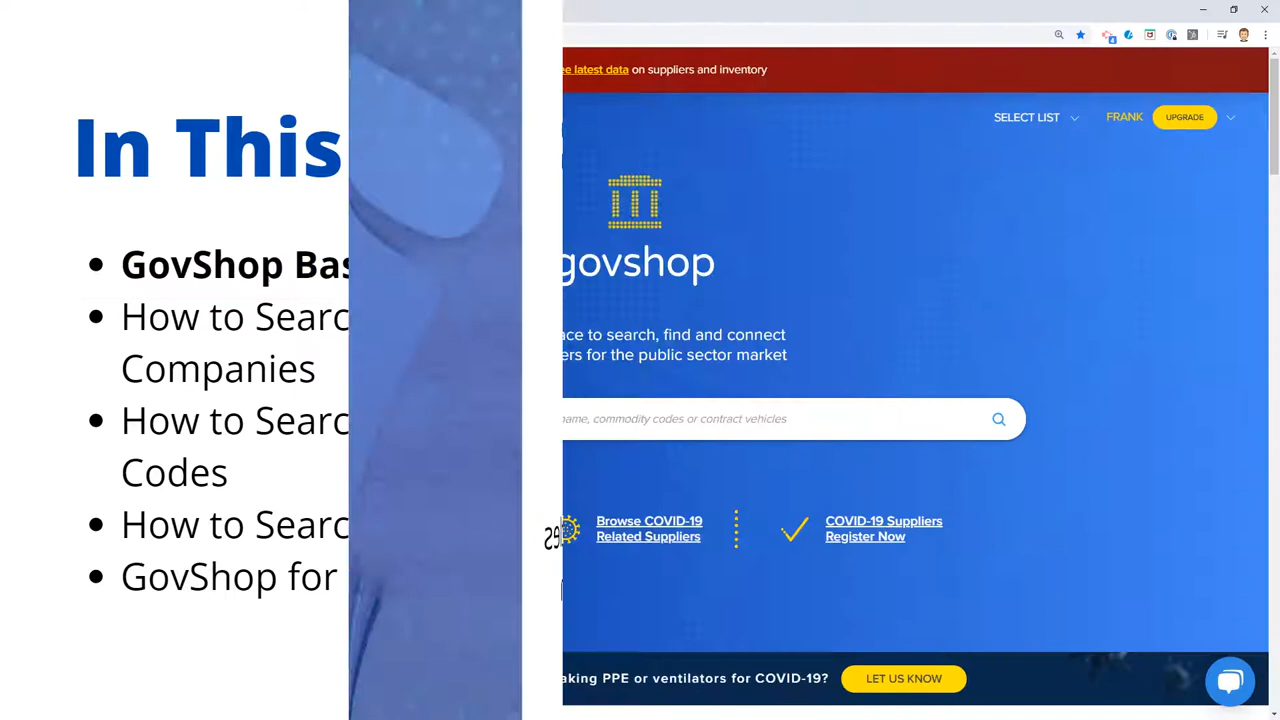 In This
GovShop Bas
How to Searc
Companies
How to Searc
Codes
How to Searc
GovShop for
ee latest data on suppliers and inventory
SELECT LIST
FRANK
UPGRADE
govshop
ace to search, find and connect
ers for the public sector market
name, commodity codes or contract vehicles
Browse COVID-19
Related Suppliers
COVID-19 Suppliers
Register Now
aking PPE or ventilators for COVID-19?
LET US KNOW